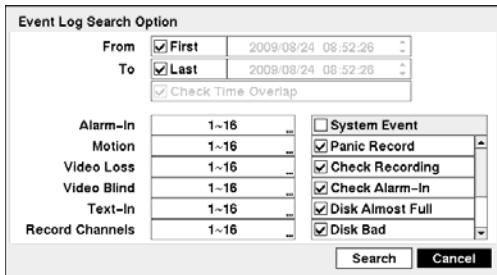 Event Log Search Option
From First 2009/08/24 08:52:26
To Last 2009/08/24 08:52:26
Check Time Overlap
Alarm-In 1~16 ... System Event
Motion 1~16 ... Panic Record
Video Loss 1~16 ... Check Recording
Video Blind 1~16 ... Check Alarm-In
Text-In 1~16 ... Disk Almost Full
Record Channels 1~16 ... Disk Bad
Search Cancel